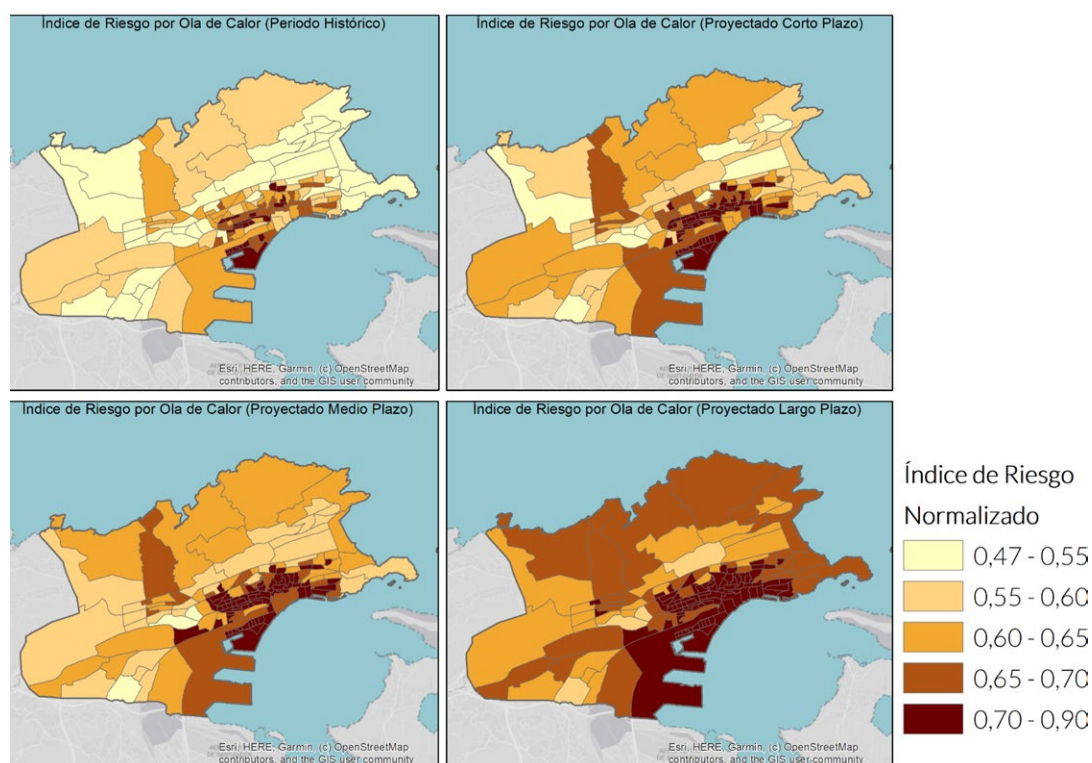 Índice de Riesgo por Ola de Calor (Periodo Histórico)
Esri, HERE, Garmin, (c) OpenStreetMap
contributors, and the GIS user community
Índice de Riesgo por Ola de Calor (Proyectado Corto Plazo)
Esri, HERE, Garmin, (c) OpenStreetMap
contributors, and the GIS user community
Índice de Riesgo por Ola de Calor (Proyectado Medio Plazo)
Esri, HERE, Garmin, (c) OpenStreetMap
contributors, and the GIS user community
Índice de Riesgo por Ola de Calor (Proyectado Largo Plazo)
Esri, HERE, Garmin, (c) OpenStreetMap
contributors, and the GIS user community
Índice de Riesgo
Normalizado
0,47 - 0,55
0,55 - 0,60
0,60 - 0,65
0,65 - 0,70
0,70 - 0,90